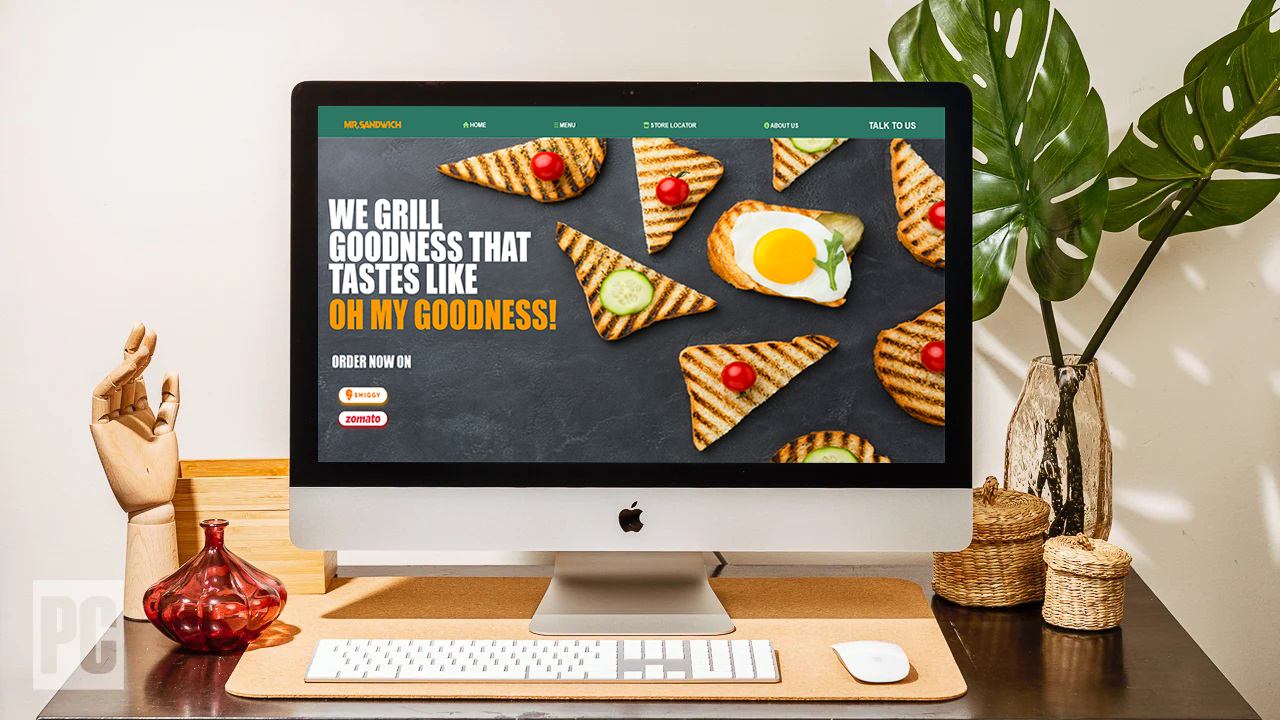 MR. SANDWICH
HOME
MENU
STORE LOCATOR
ABOUT US
TALK TO US
WE GRILL
GOODNESS THAT
TASTES LIKE
OH MY GOODNESS!
ORDER NOW ON
SWIGGY
zomato
PC